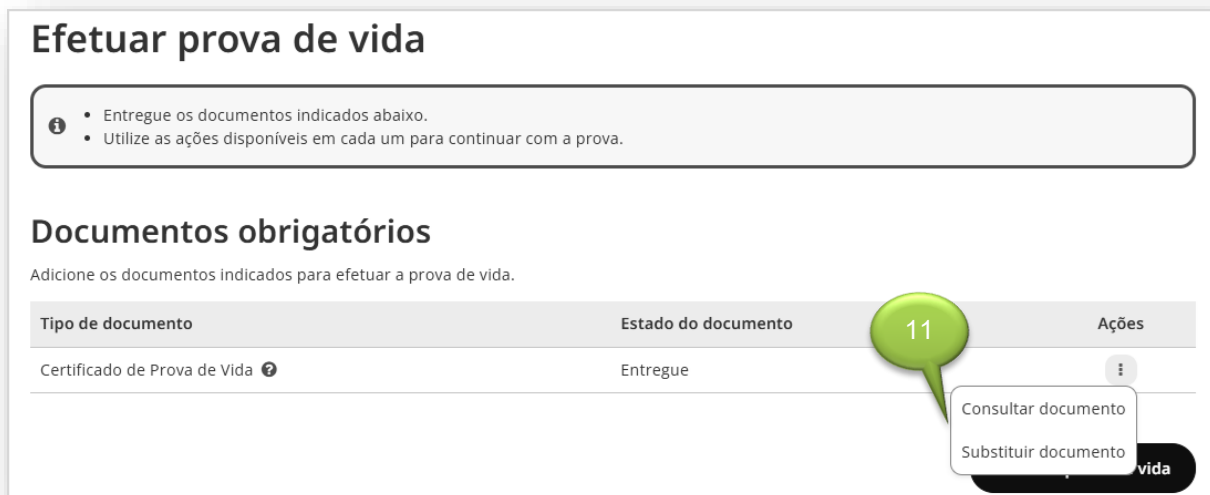 Efetuar prova de vida
Entregue os documentos indicados abaixo.
Utilize as ações disponíveis em cada um para continuar com a prova.
Documentos obrigatórios
Adicione os documentos indicados para efetuar a prova de vida.
Tipo de documento Estado do documento Ações
11
Certificado de Prova de Vida Entregue
Consultar documento
Substituir documento
vida